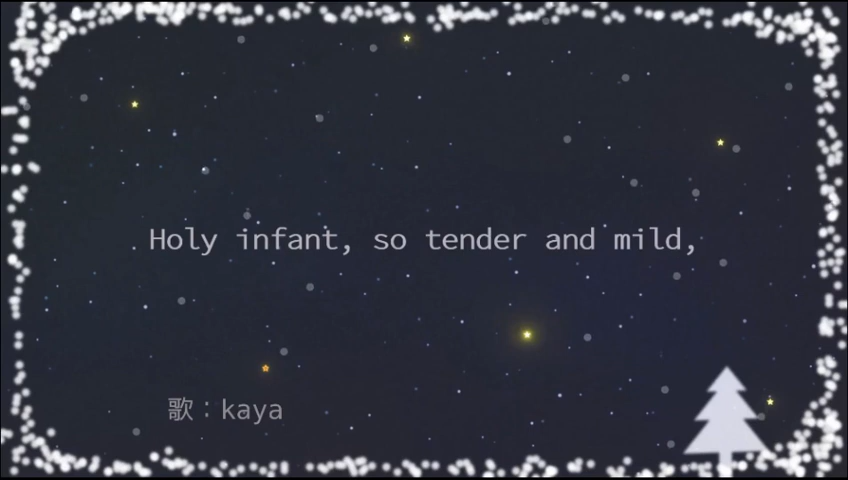 Holy infant, so tender and mild,
歌：kaya